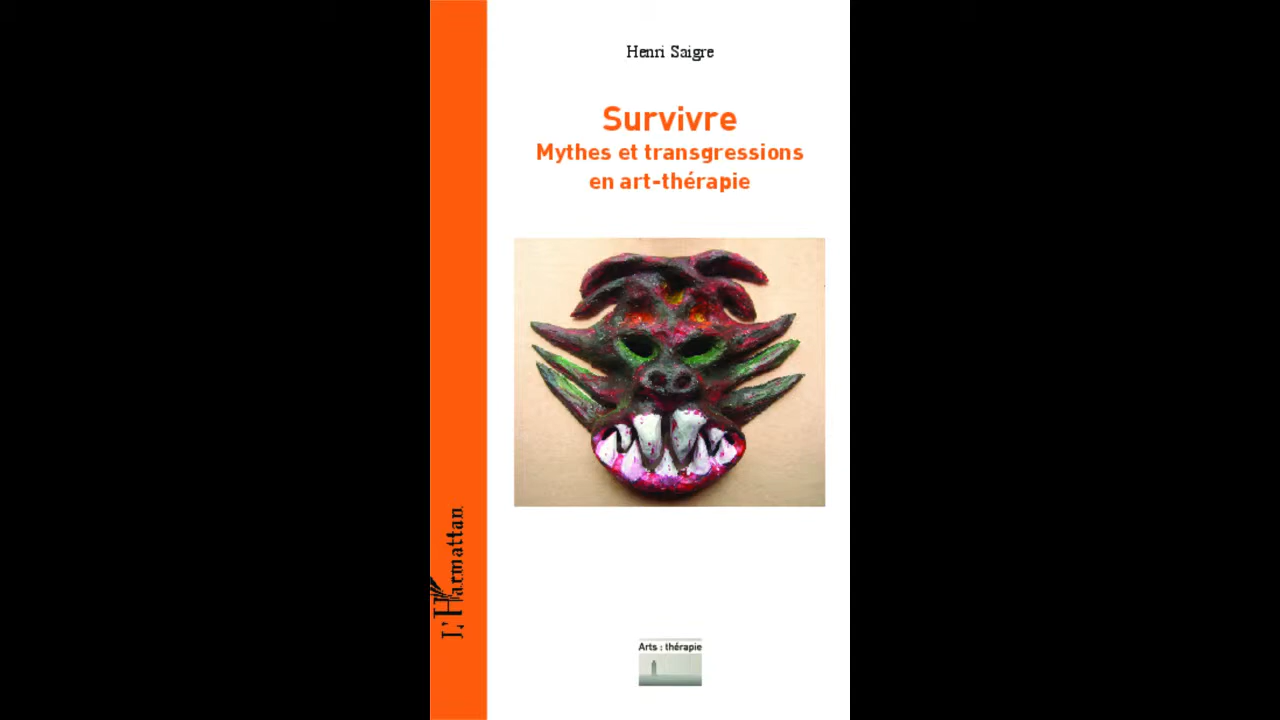 Henri Saigre
Survivre
Mythes et transgressions
en art-thérapie
L'Harmattan
Arts : thérapie